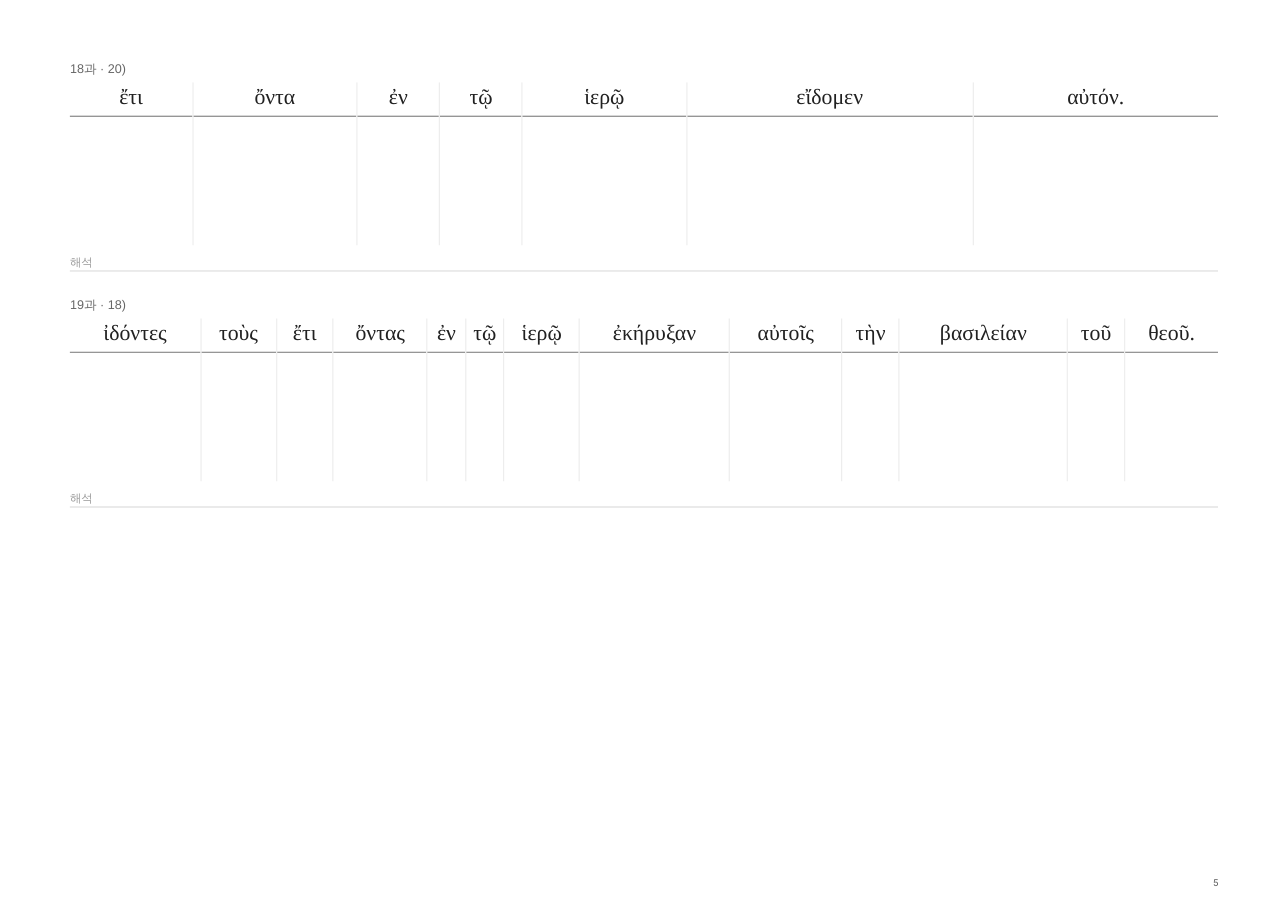 18과 · 20)
ἔτι ὄντα ἐν τῷ ἱερῷ εἴδομεν αὐτόν.
해석
19과 · 18)
ἰδόντες τοὺς ἔτι ὄντας ἐν τῷ ἱερῷ ἐκήρυξαν αὐτοῖς τὴν βασιλείαν τοῦ θεοῦ.
해석
5